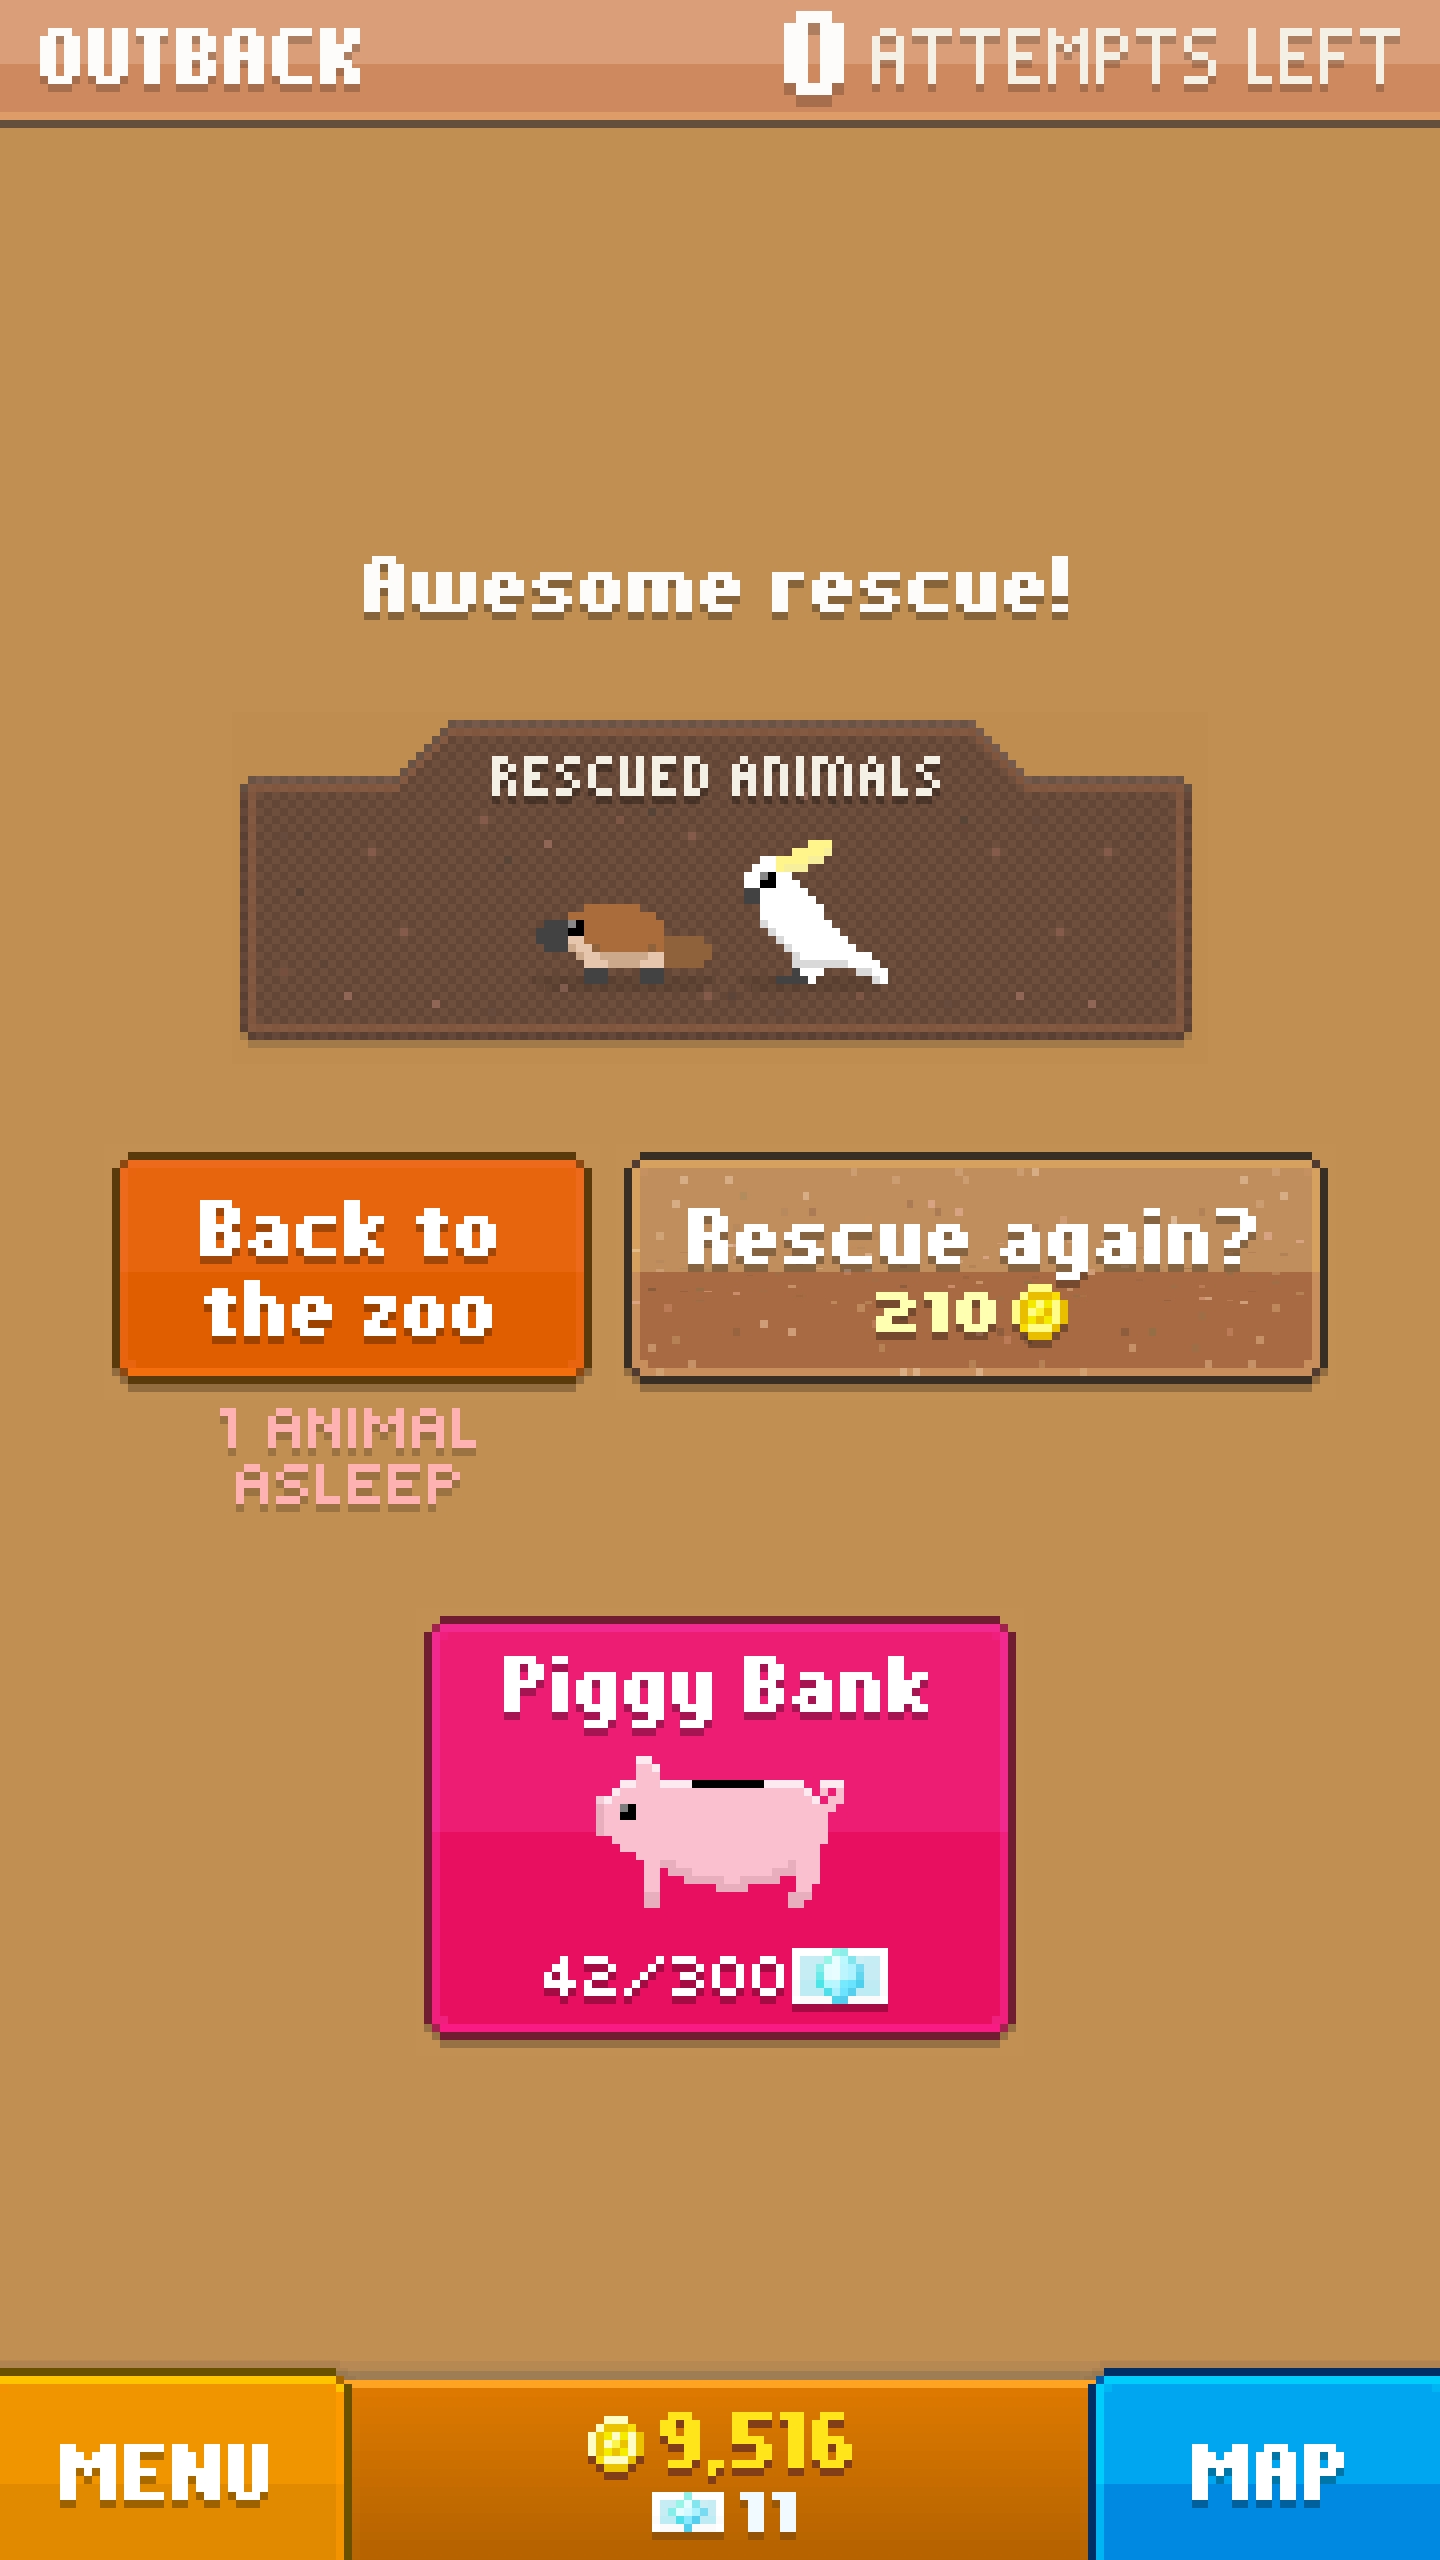 OUTBACK
0 ATTEMPTS LEFT
Awesome rescue!
RESCUED ANIMALS
Back to
the zoo
Rescue again?
210
1 ANIMAL
ASLEEP
Piggy Bank
42/300
MENU
9,516
11
MAP